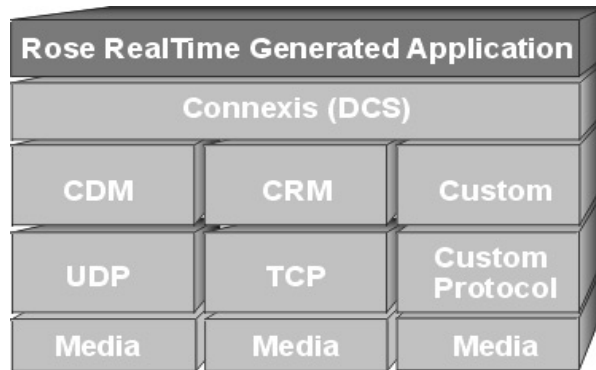 Rose RealTime Generated Application
Connexis (DCS)
CDM CRM Custom
UDP TCP Custom Protocol
Media Media Media